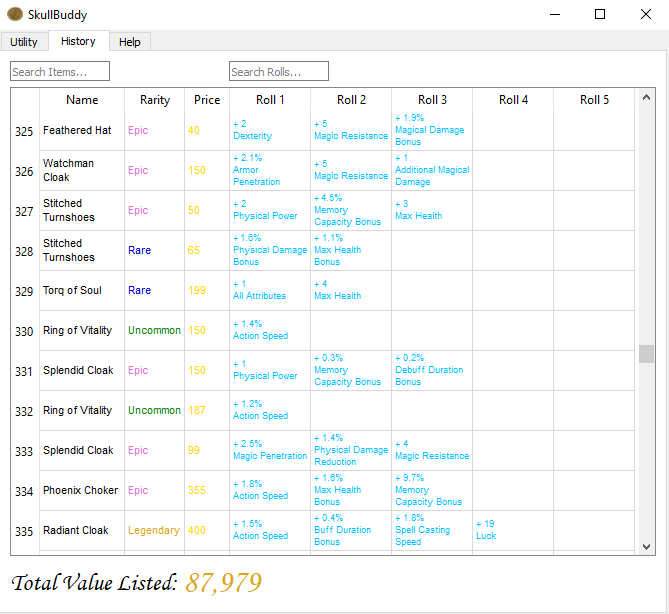 SkullBuddy
Utility History Help
Search Items... Search Rolls...
Name Rarity Price Roll 1 Roll 2 Roll 3 Roll 4 Roll 5
325 Feathered Hat Epic 40 + 2 Dexterity + 5 Magic Resistance + 1.9% Magical Damage Bonus
326 Watchman Cloak Epic 150 + 2.1% Armor Penetration + 5 Magic Resistance + 1 Additional Magical Damage
327 Stitched Turnshoes Epic 50 + 2 Physical Power + 4.5% Memory Capacity Bonus + 3 Max Health
328 Stitched Turnshoes Rare 65 + 1.6% Physical Damage Bonus + 1.1% Max Health Bonus
329 Torq of Soul Rare 199 + 1 All Attributes + 4 Max Health
330 Ring of Vitality Uncommon 150 + 1.4% Action Speed
331 Splendid Cloak Epic 150 + 1 Physical Power + 0.3% Memory Capacity Bonus + 0.2% Debuff Duration Bonus
332 Ring of Vitality Uncommon 187 + 1.2% Action Speed
333 Splendid Cloak Epic 99 + 2.5% Magic Penetration + 1.4% Physical Damage Reduction + 4 Magic Resistance
334 Phoenix Choker Epic 355 + 1.8% Action Speed + 1.6% Max Health Bonus + 9.7% Memory Capacity Bonus
335 Radiant Cloak Legendary 400 + 1.5% Action Speed + 0.4% Buff Duration Bonus + 1.8% Spell Casting Speed + 19 Luck
Total Value Listed: 87,979